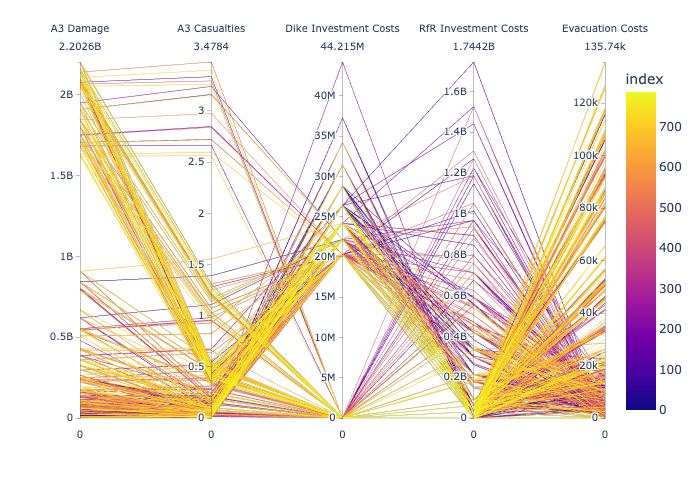 A3 Damage A3 Casualties Dike Investment Costs RfR Investment Costs Evacuation Costs
2.2026B 3.4784 44.215M 1.7442B 135.74k
index
2B 1.5B 1B 0.5B 0
3 2.5 2 1.5 1 0.5 0
40M 35M 30M 25M 20M 15M 10M 5M 0
1.6B 1.4B 1.2B 1B 0.8B 0.6B 0.4B 0.2B 0
120k 100k 80k 60k 40k 20k 0
700 600 500 400 300 200 100 0
0 0 0 0 0